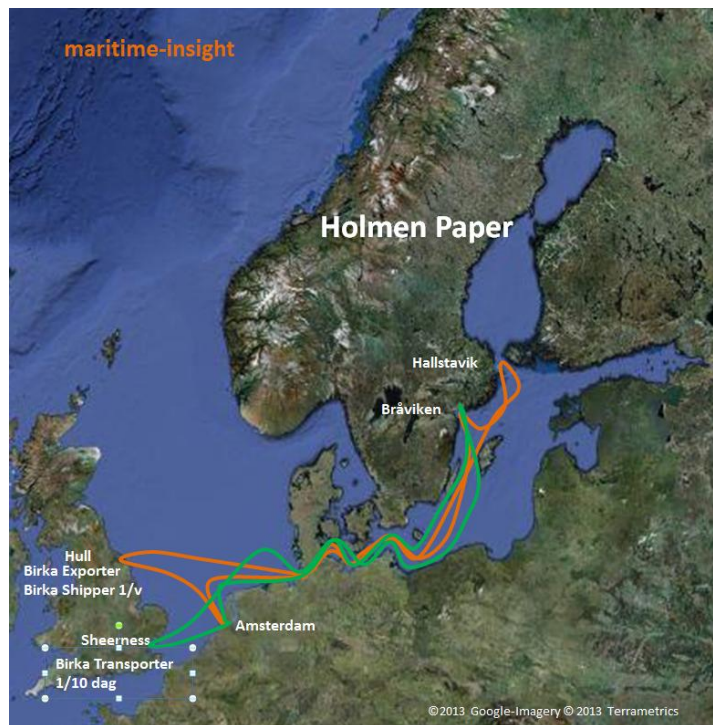 maritime-insight
Holmen Paper
Hallstavik
Bråviken
Hull
Birka Exporter
Birka Shipper 1/v
Amsterdam
Sheerness
Birka Transporter
1/10 dag
©2013 Google-Imagery © 2013 Terrametrics